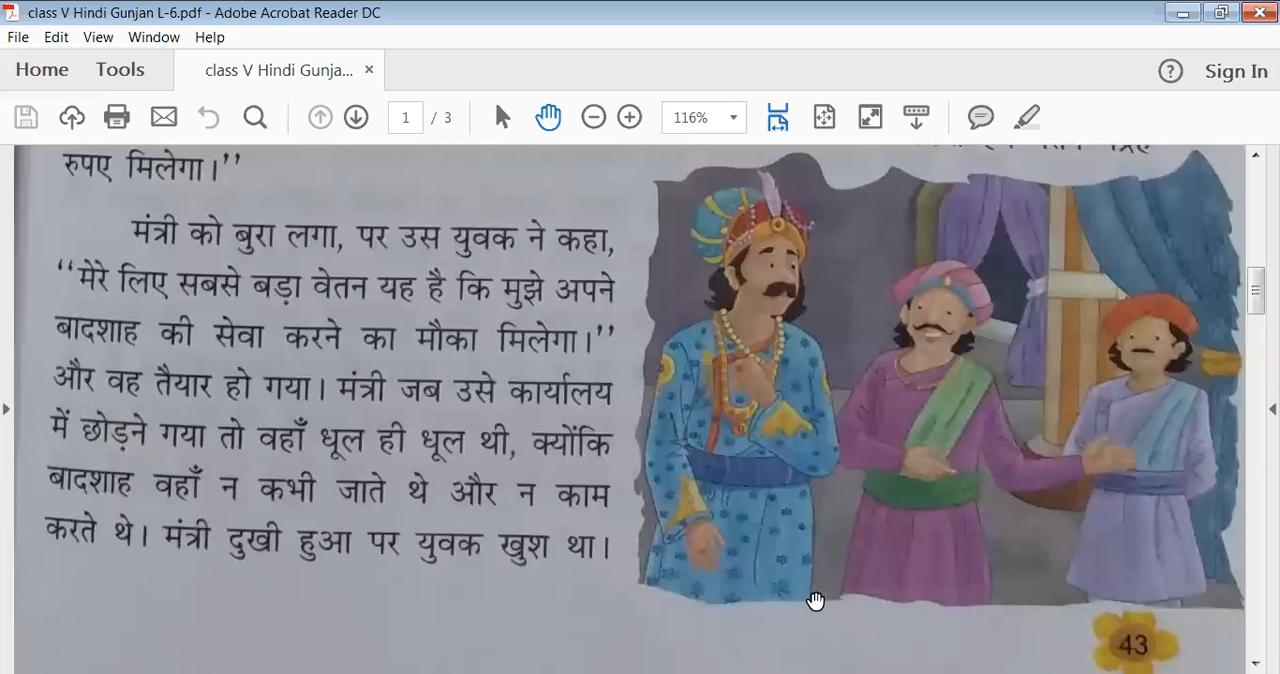 class V Hindi Gunjan L-6.pdf - Adobe Acrobat Reader DC
File Edit View Window Help
Home Tools class V Hindi Gunja... × ? Sign In
1 / 3 116%
रुपए मिलेगा।’’
मंत्री को बुरा लगा, पर उस युवक ने कहा,
‘‘मेरे लिए सबसे बड़ा वेतन यह है कि मुझे अपने
बादशाह की सेवा करने का मौका मिलेगा।’’
और वह तैयार हो गया। मंत्री जब उसे कार्यालय
में छोड़ने गया तो वहाँ धूल ही धूल थी, क्योंकि
बादशाह वहाँ न कभी जाते थे और न काम
करते थे। मंत्री दुखी हुआ पर युवक खुश था।
43